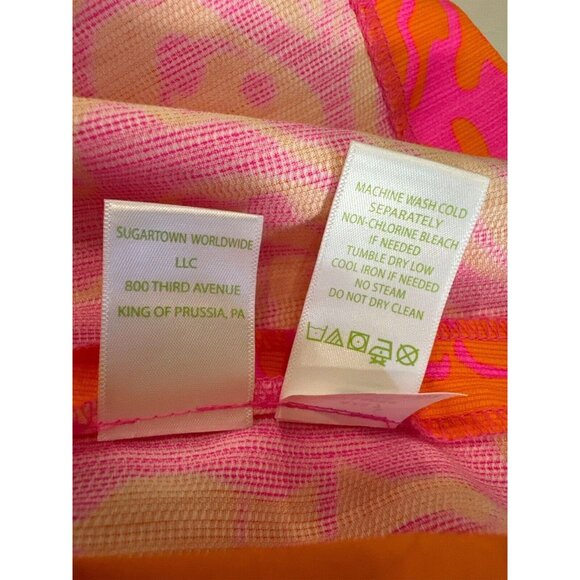 SUGARTOWN WORLDWIDE
LLC
800 THIRD AVENUE
KING OF PRUSSIA, PA
MACHINE WASH COLD
SEPARATELY
NON-CHLORINE BLEACH
IF NEEDED
TUMBLE DRY LOW
COOL IRON IF NEEDED
NO STEAM
DO NOT DRY CLEAN